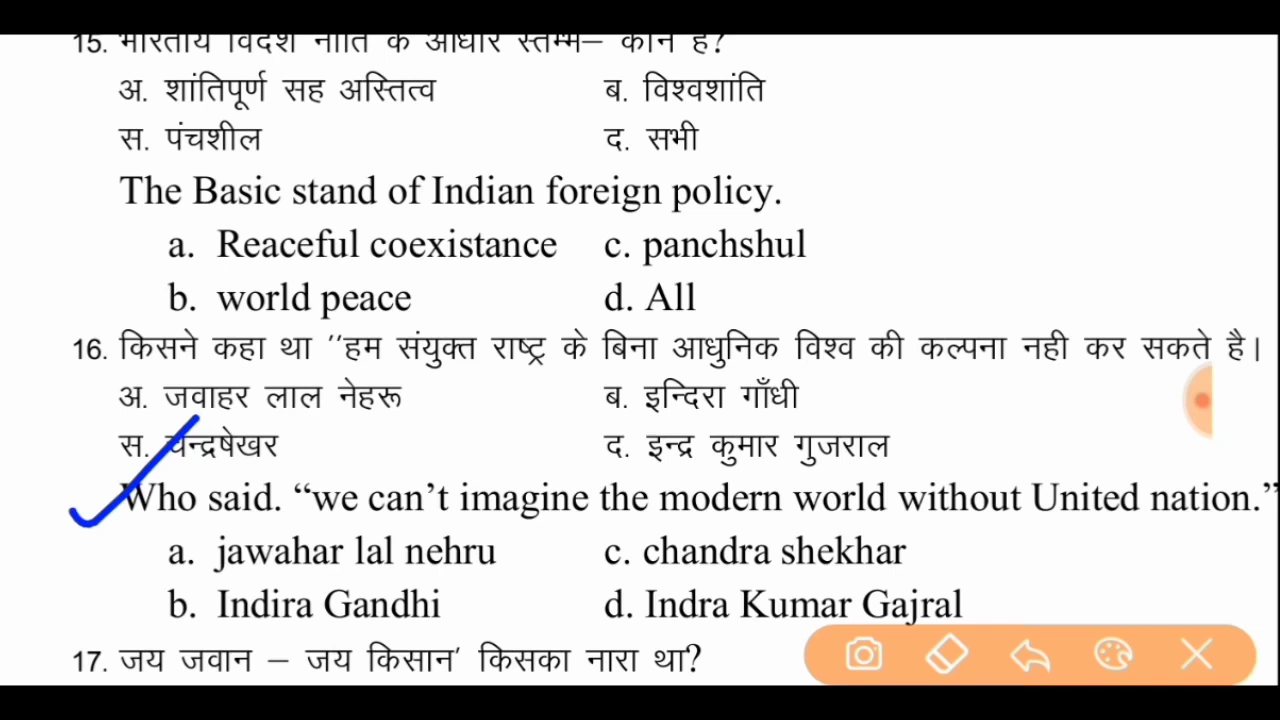 15. भारतीय विदेश नीति के आधार स्तम्भ– कौन है?
अ. शांतिपूर्ण सह अस्तित्व ब. विश्वशांति
स. पंचशील द. सभी
The Basic stand of Indian foreign policy.
a. Reaceful coexistance c. panchshul
b. world peace d. All
16. किसने कहा था ''हम संयुक्त राष्ट्र के बिना आधुनिक विश्व की कल्पना नही कर सकते है।
अ. जवाहर लाल नेहरू ब. इन्दिरा गाँधी
स. चन्द्रषेखर द. इन्द्र कुमार गुजराल
Who said. “we can’t imagine the modern world without United nation.”
a. jawahar lal nehru c. chandra shekhar
b. Indira Gandhi d. Indra Kumar Gajral
17. जय जवान – जय किसान' किसका नारा था?